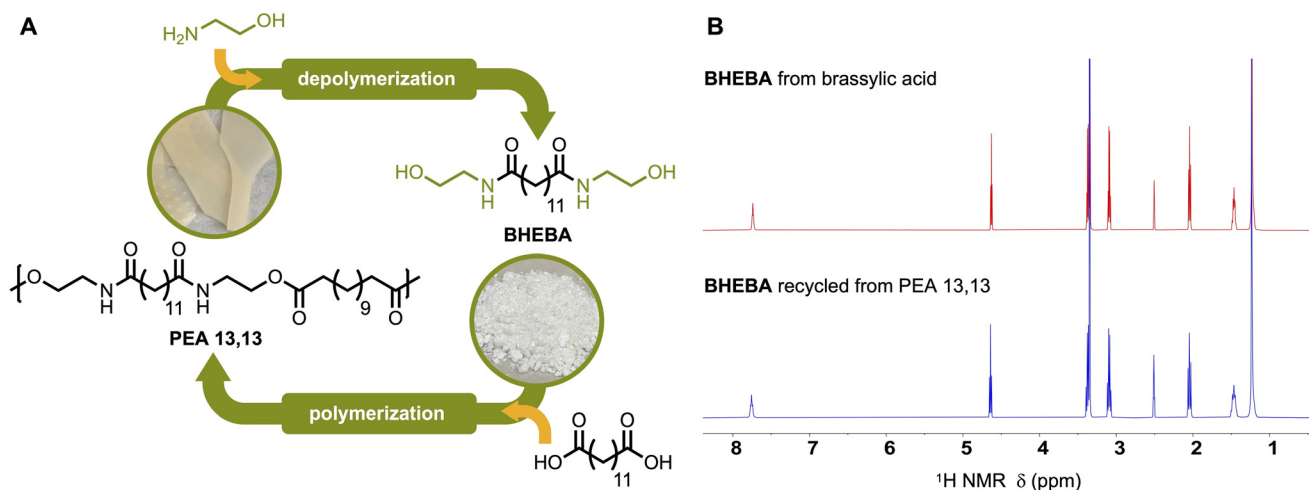 A
H₂N
OH
depolymerization
O
O
HO
N
H
11
N
H
OH
BHEBA
O
N
H
O
11
O
N
H
O
O
9
O
PEA 13,13
polymerization
O
O
HO
11
OH
B
BHEBA from brassylic acid
BHEBA recycled from PEA 13,13
8 7 6 5 4 3 2 1
¹H NMR δ (ppm)